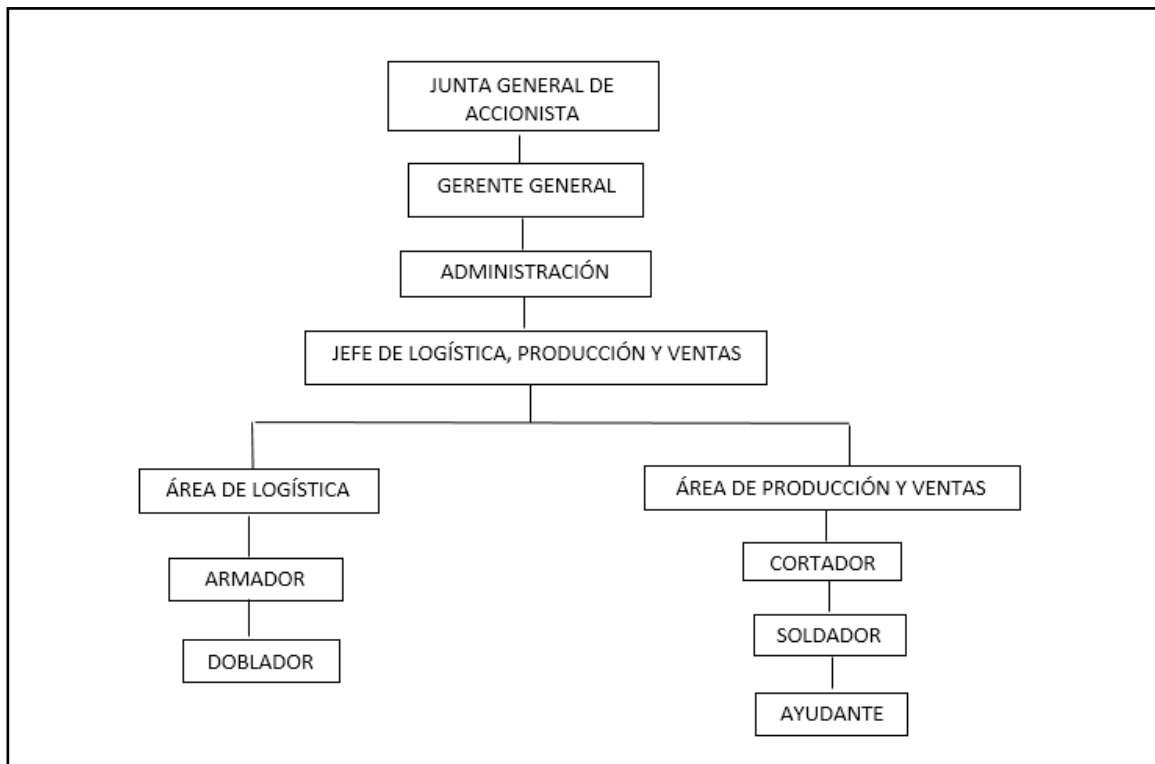 JUNTA GENERAL DE
ACCIONISTA
GERENTE GENERAL
ADMINISTRACIÓN
JEFE DE LOGÍSTICA, PRODUCCIÓN Y VENTAS
ÁREA DE LOGÍSTICA
ÁREA DE PRODUCCIÓN Y VENTAS
ARMADOR
CORTADOR
DOBLADOR
SOLDADOR
AYUDANTE